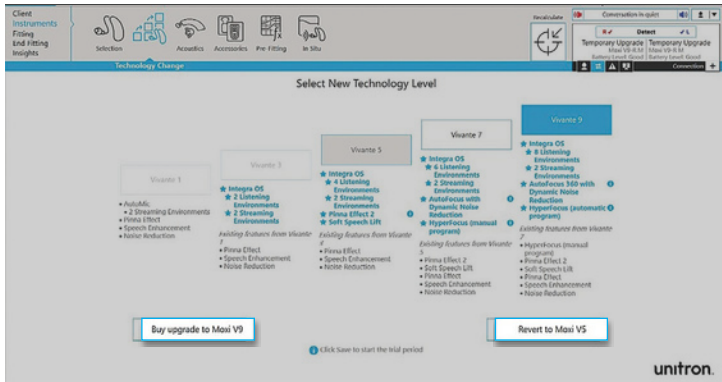 Client
Instruments
Fitting
End Fitting
Insights
Selection
Acoustics
Accessories
Pre-Fitting
In Situ
Technology Change
Recalculate
Conversation in quiet
R
Detect
L
Temporary Upgrade
Temporary Upgrade
Moxi V9-R M
Moxi V9-R M
Battery Level: Good
Battery Level: Good
Connection
Select New Technology Level
Vivante 1
• AutoMic
• 2 Streaming Environments
• Pinna Effect
• Speech Enhancement
• Noise Reduction
Vivante 3
Integra OS
2 Listening
Environments
2 Streaming
Environments
Existing features from Vivante
1
• Pinna Effect
• Speech Enhancement
• Noise Reduction
Vivante 5
Integra OS
4 Listening
Environments
2 Streaming
Environments
Pinna Effect 2
Soft Speech Lift
Existing features from Vivante
• Pinna Effect
• Speech Enhancement
• Noise Reduction
Vivante 7
Integra OS
6 Listening
Environments
2 Streaming
Environments
AutoFocus with
Dynamic Noise
Reduction
HyperFocus (manual
program)
Existing features from Vivante
5
• Pinna Effect 2
• Soft Speech Lift
• Pinna Effect
• Speech Enhancement
• Noise Reduction
Vivante 9
Integra OS
8 Listening
Environments
2 Streaming
Environments
AutoFocus 360 with
Dynamic Noise
Reduction
HyperFocus (automatic
program)
Existing features from Vivante
7
• HyperFocus (manual
program)
• Pinna Effect 2
• Soft Speech Lift
• Pinna Effect
• Speech Enhancement
• Noise Reduction
Buy upgrade to Moxi V9
Revert to Moxi V5
Click Save to start the trial period
unitron.